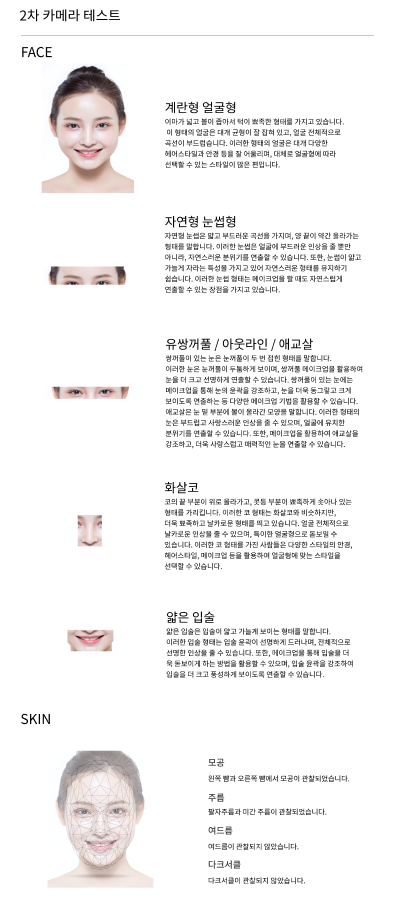 2차 카메라 테스트
FACE
계란형 얼굴형
이마가 넓고 볼이 좁아서 턱이 뾰족한 형태를 가지고 있습니다.
이 형태의 얼굴은 대개 균형이 잘 잡혀 있고, 얼굴 전체적으로
곡선이 부드럽습니다. 이러한 형태의 얼굴은 대개 다양한
헤어스타일과 안경 등을 잘 어울리며, 대체로 얼굴형에 따라
선택할 수 있는 스타일이 많은 편입니다.
자연형 눈썹형
자연형 눈썹은 얇고 부드러운 곡선을 가지며, 양 끝이 약간 올라가는
형태를 말합니다. 이러한 눈썹은 얼굴에 부드러운 인상을 줄 뿐만
아니라, 자연스러운 분위기를 연출할 수 있습니다. 또한, 눈썹이 얇고
가늘게 자라는 특성을 가지고 있어 자연스러운 형태를 유지하기
쉽습니다. 이러한 눈썹 형태는 메이크업을 할 때도 자연스럽게
연출할 수 있는 장점을 가지고 있습니다.
유쌍꺼풀 / 아웃라인 / 애교살
쌍꺼풀이 있는 눈은 눈꺼풀이 두 번 접힌 형태를 말합니다.
이러한 눈은 눈꺼풀이 두툼하게 보이며, 쌍꺼풀 메이크업을 활용하여
눈을 더 크고 선명하게 연출할 수 있습니다. 쌍꺼풀이 있는 눈에는
메이크업을 통해 눈의 윤곽을 강조하고, 눈을 더욱 둥그렇고 크게
보이도록 연출하는 등 다양한 메이크업 기법을 활용할 수 있습니다.
애교살은 눈 밑 부분에 볼이 올라간 모양을 말합니다. 이러한 형태의
눈은 부드럽고 사랑스러운 인상을 줄 수 있으며, 얼굴에 유치한
분위기를 연출할 수 있습니다. 또한, 메이크업을 활용하여 애교살을
강조하고, 더욱 사랑스럽고 매력적인 눈을 연출할 수 있습니다.
화살코
코의 끝 부분이 위로 올라가고, 콧등 부분이 뾰족하게 솟아나 있는
형태를 가리킵니다. 이러한 코 형태는 화살코와 비슷하지만,
더욱 뾰족하고 날카로운 형태를 띄고 있습니다. 얼굴 전체적으로
날카로운 인상을 줄 수 있으며, 특이한 얼굴형으로 돋보일 수
있습니다. 이러한 코 형태를 가진 사람들은 다양한 스타일의 안경,
헤어스타일, 메이크업 등을 활용하여 얼굴형에 맞는 스타일을
선택할 수 있습니다.
얇은 입술
얇은 입술은 입술이 얇고 가늘게 보이는 형태를 말합니다.
이러한 입술 형태는 입술 윤곽이 선명하게 드러나며, 전체적으로
선명한 인상을 줄 수 있습니다. 또한, 메이크업을 통해 입술을 더
욱 돋보이게 하는 방법을 활용할 수 있으며, 입술 윤곽을 강조하여
입술을 더 크고 풍성하게 보이도록 연출할 수 있습니다.
SKIN
모공
왼쪽 뺨과 오른쪽 뺨에서 모공이 관찰되었습니다.
주름
팔자주름과 미간 주름이 관찰되었습니다.
여드름
여드름이 관찰되지 않았습니다.
다크서클
다크서클이 관찰되지 않았습니다.